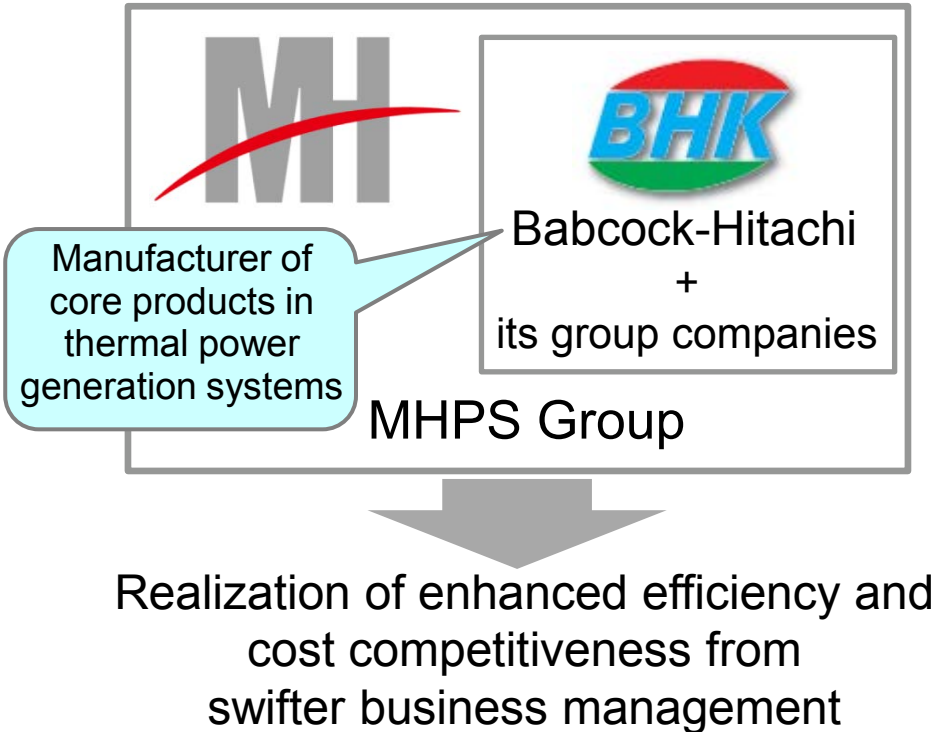 MH
BHK
Babcock-Hitachi
+
its group companies
Manufacturer of
core products in
thermal power
generation systems
MHPS Group
Realization of enhanced efficiency and
cost competitiveness from
swifter business management